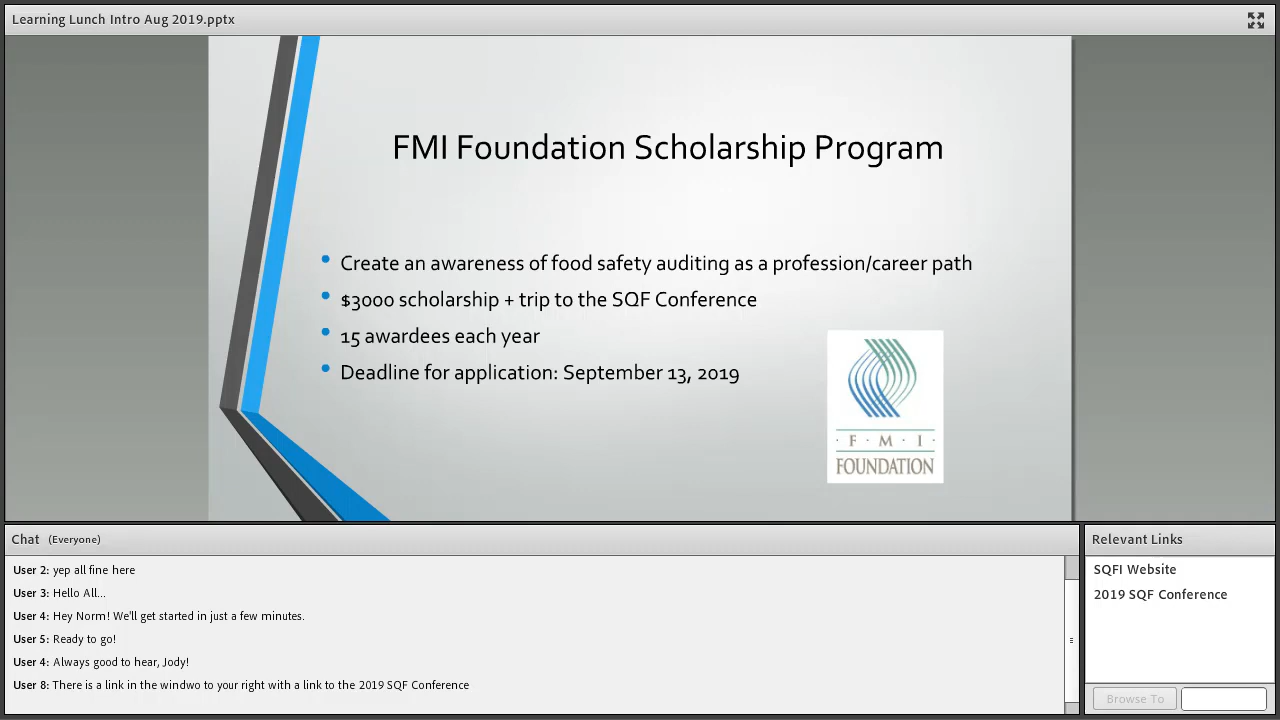 Learning Lunch Intro Aug 2019.pptx
FMI Foundation Scholarship Program
Create an awareness of food safety auditing as a profession/career path
$3000 scholarship + trip to the SQF Conference
15 awardees each year
Deadline for application: September 13, 2019
· F · M · I ·
FOUNDATION
Chat (Everyone)
User 2: yep all fine here
User 3: Hello All...
User 4: Hey Norm! We'll get started in just a few minutes.
User 5: Ready to go!
User 4: Always good to hear, Jody!
User 8: There is a link in the windwo to your right with a link to the 2019 SQF Conference
Relevant Links
SQFI Website
2019 SQF Conference
Browse To